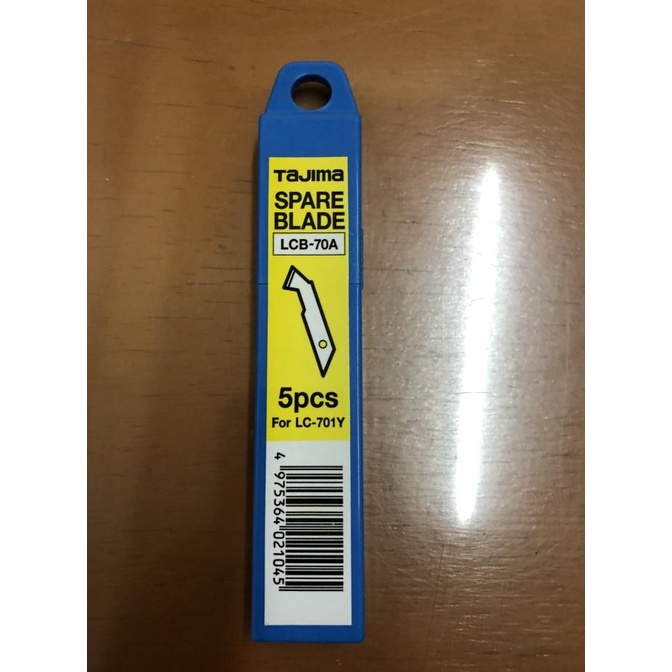 TaJima
SPARE
BLADE
LCB-70A
5pcs
For LC-701Y
4 975364 021045